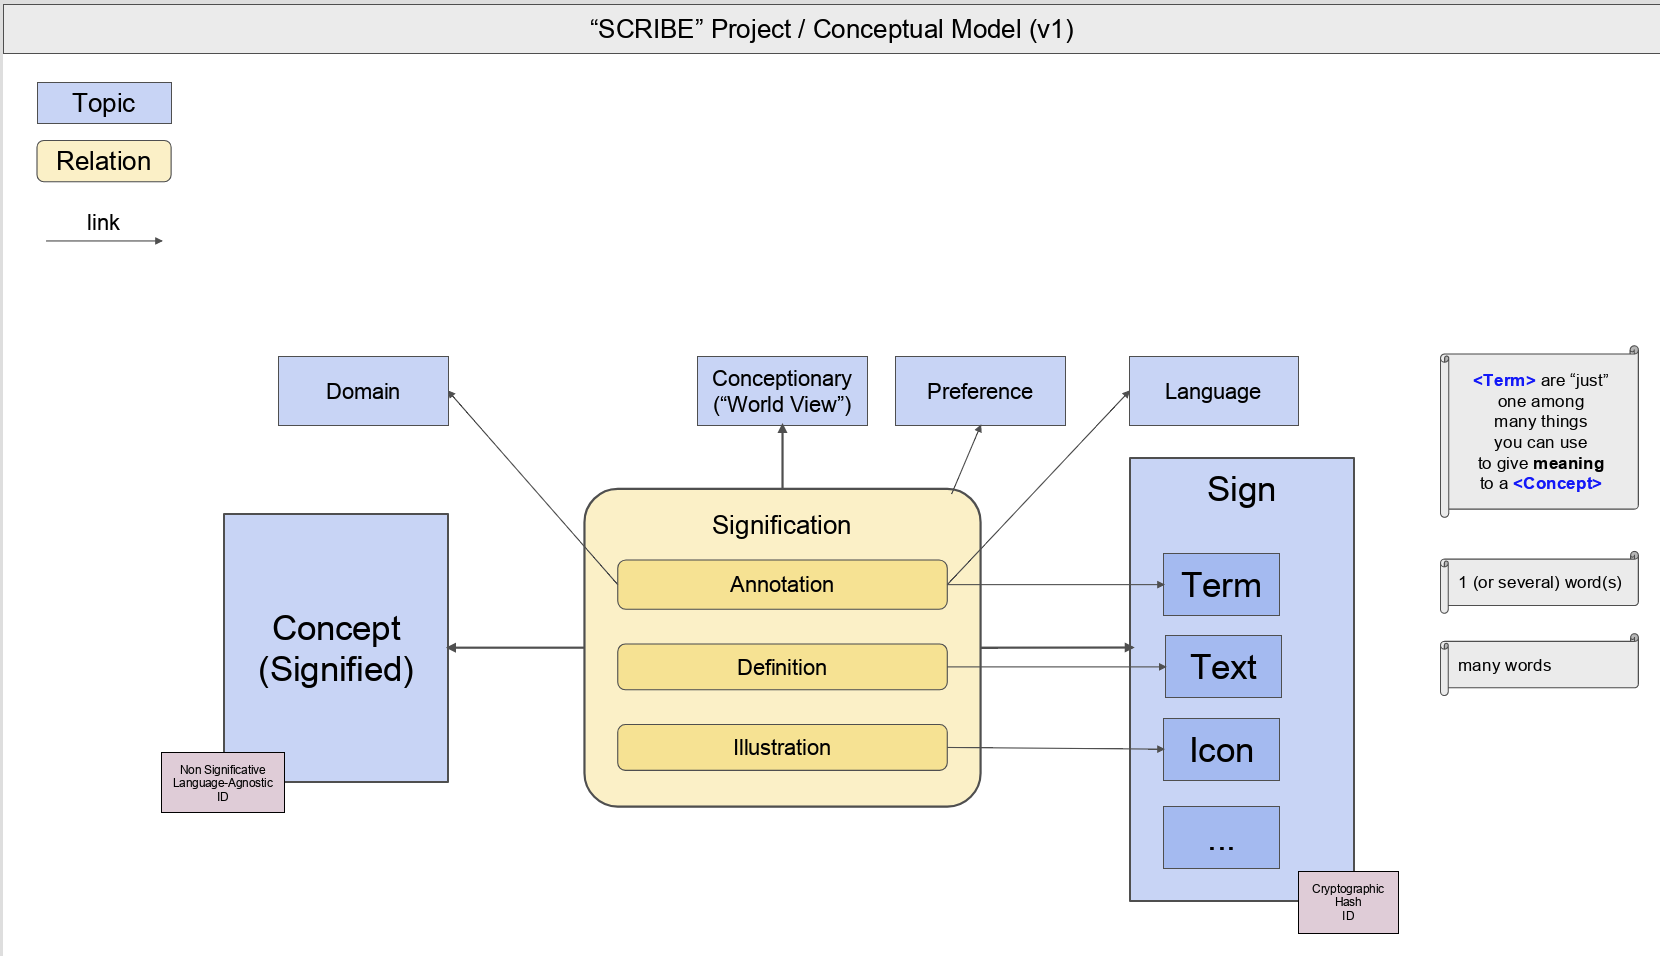 “SCRIBE” Project / Conceptual Model (v1)
Topic
Relation
link
Domain
Conceptionary
(“World View”)
Preference
Language
<Term> are “just”
one among
many things
you can use
to give meaning
to a <Concept>
Sign
Signification
Annotation
Term
1 (or several) word(s)
Concept
(Signified)
Definition
Text
many words
Illustration
Icon
...
Non Significative
Language-Agnostic
ID
Cryptographic
Hash
ID